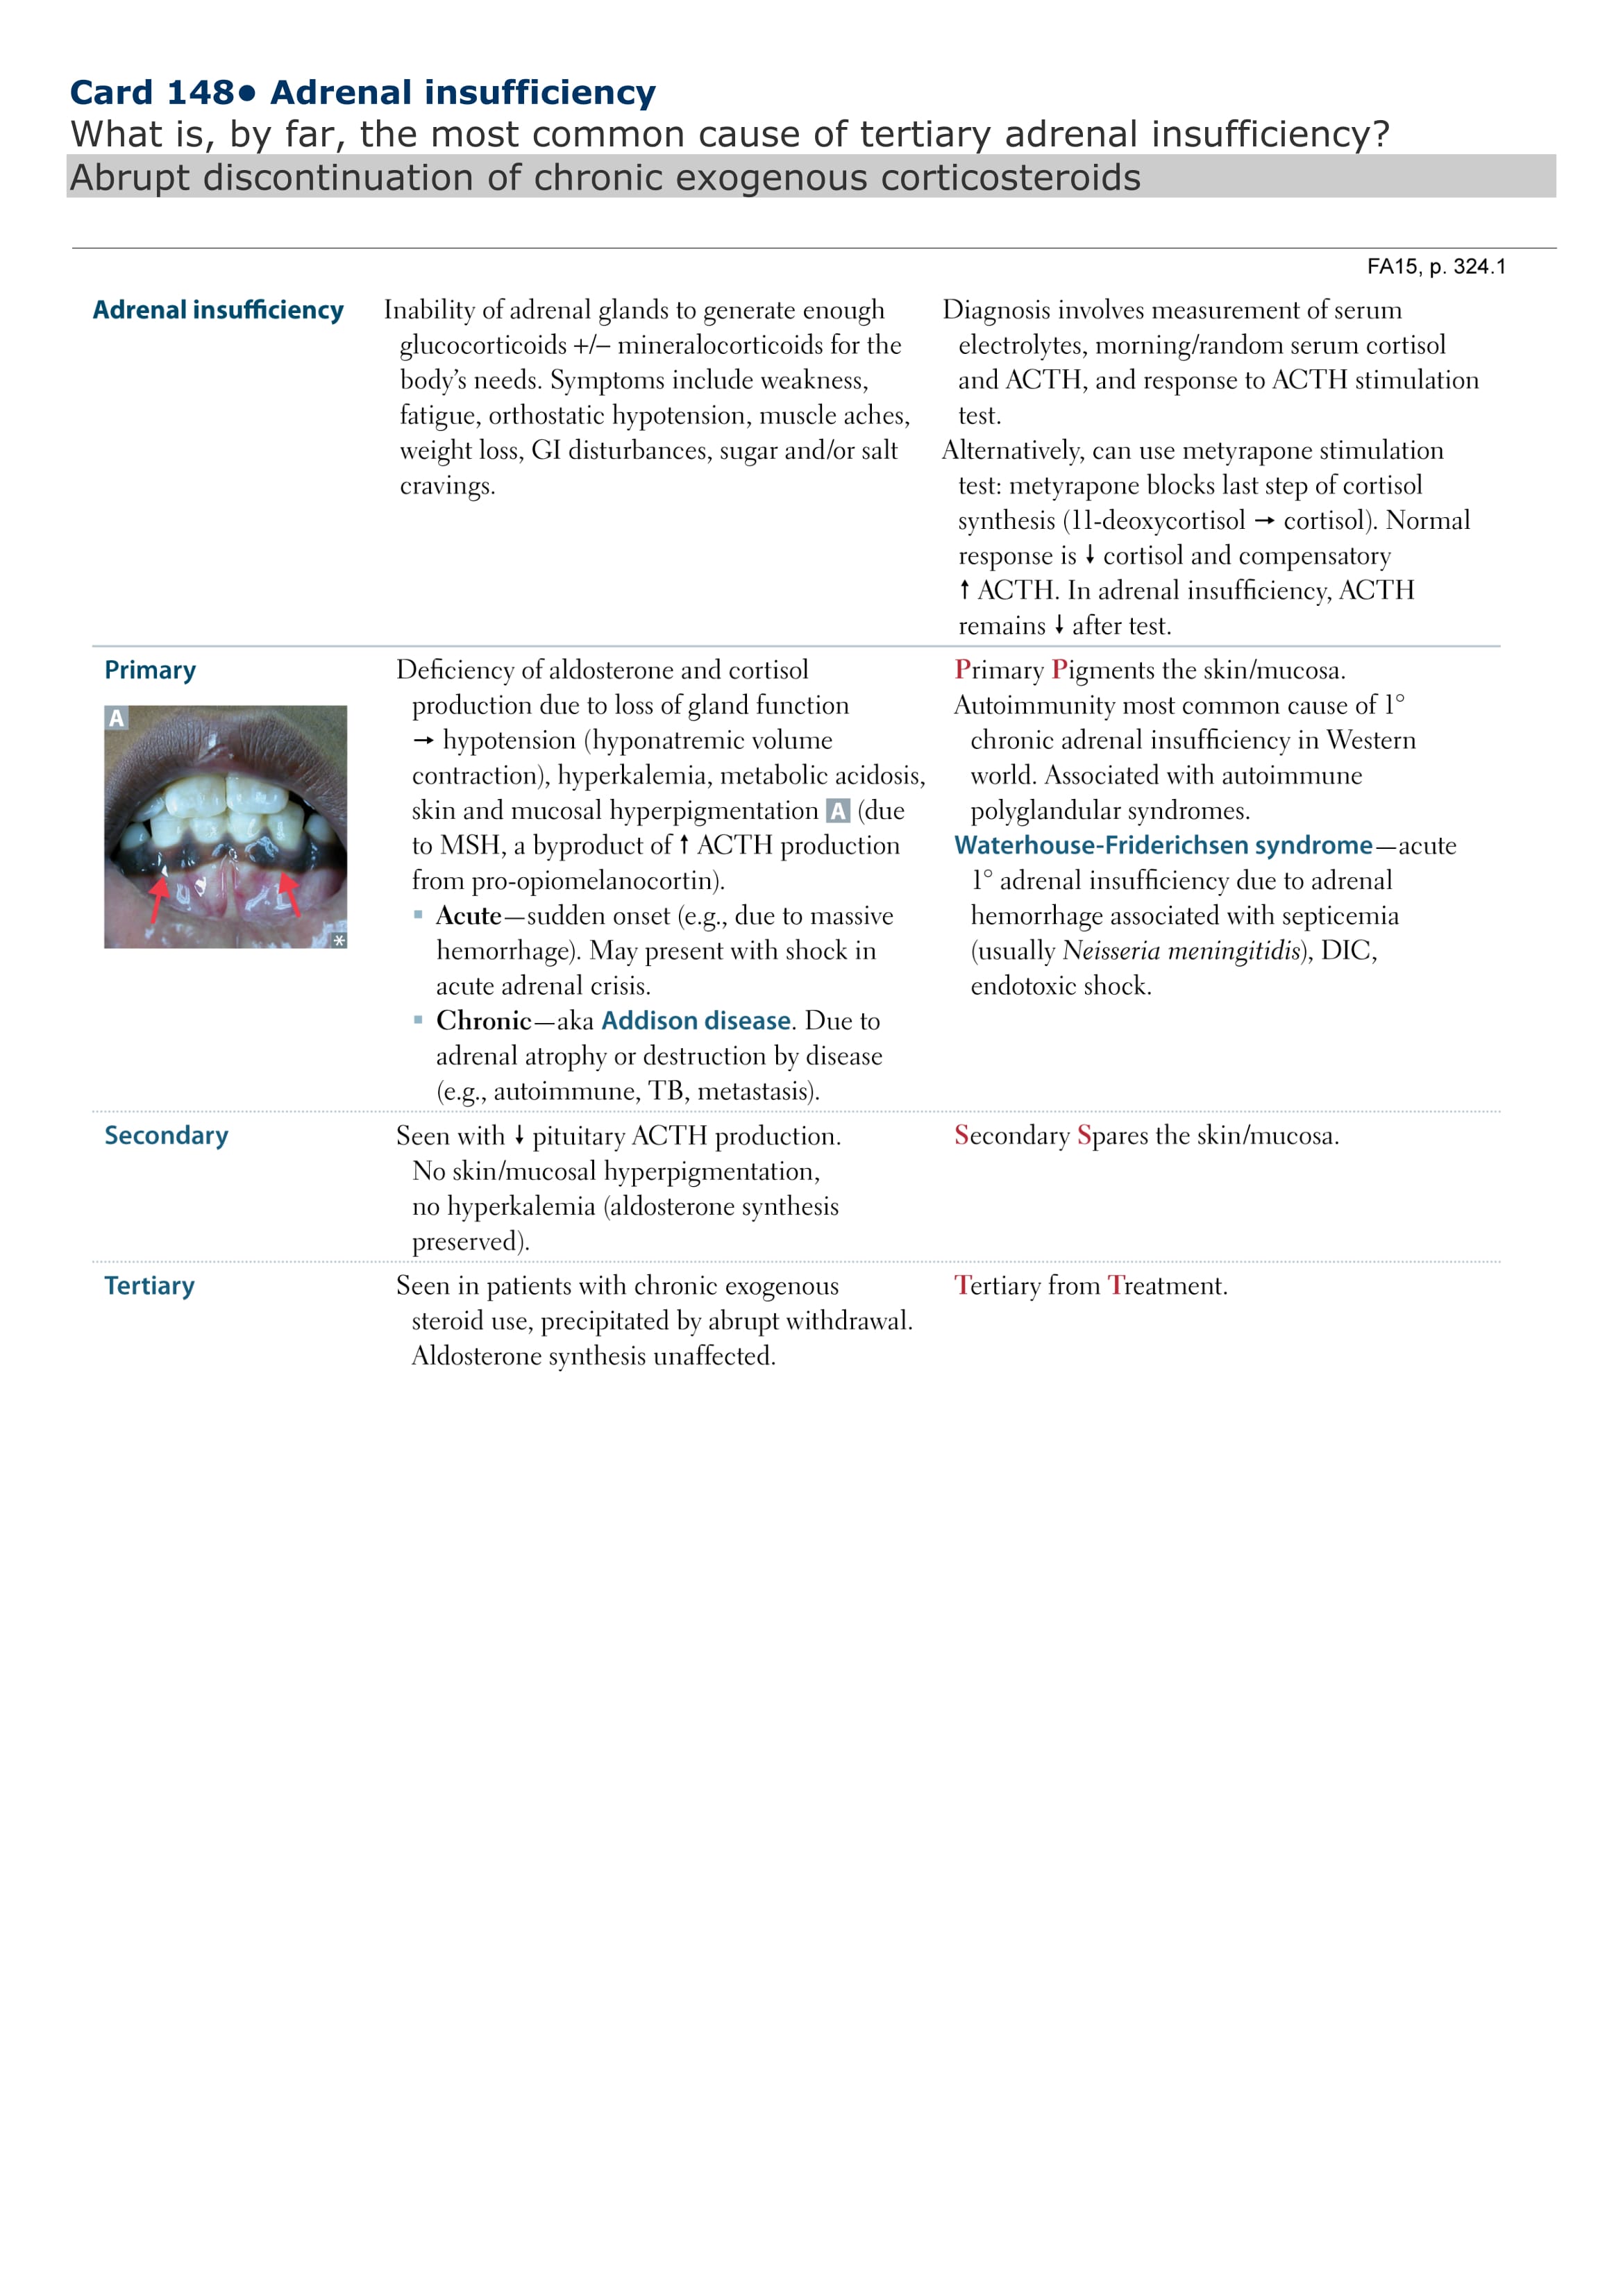 Card 148● Adrenal insufficiency
What is, by far, the most common cause of tertiary adrenal insufficiency?
Abrupt discontinuation of chronic exogenous corticosteroids
FA15, p. 324.1
Adrenal insufficiency
Inability of adrenal glands to generate enough
glucocorticoids +/– mineralocorticoids for the
body’s needs. Symptoms include weakness,
fatigue, orthostatic hypotension, muscle aches,
weight loss, GI disturbances, sugar and/or salt
cravings.
Diagnosis involves measurement of serum
electrolytes, morning/random serum cortisol
and ACTH, and response to ACTH stimulation
test.
Alternatively, can use metyrapone stimulation
test: metyrapone blocks last step of cortisol
synthesis (11-deoxycortisol → cortisol). Normal
response is ↓ cortisol and compensatory
↑ ACTH. In adrenal insufficiency, ACTH
remains ↓ after test.
Primary
A
*
Deficiency of aldosterone and cortisol
production due to loss of gland function
→ hypotension (hyponatremic volume
contraction), hyperkalemia, metabolic acidosis,
skin and mucosal hyperpigmentation A (due
to MSH, a byproduct of ↑ ACTH production
from pro-opiomelanocortin).
▪ Acute—sudden onset (e.g., due to massive
hemorrhage). May present with shock in
acute adrenal crisis.
▪ Chronic—aka Addison disease. Due to
adrenal atrophy or destruction by disease
(e.g., autoimmune, TB, metastasis).
Primary Pigments the skin/mucosa.
Autoimmunity most common cause of 1°
chronic adrenal insufficiency in Western
world. Associated with autoimmune
polyglandular syndromes.
Waterhouse-Friderichsen syndrome—acute
1° adrenal insufficiency due to adrenal
hemorrhage associated with septicemia
(usually Neisseria meningitidis), DIC,
endotoxic shock.
Secondary
Seen with ↓ pituitary ACTH production.
No skin/mucosal hyperpigmentation,
no hyperkalemia (aldosterone synthesis
preserved).
Secondary Spares the skin/mucosa.
Tertiary
Seen in patients with chronic exogenous
steroid use, precipitated by abrupt withdrawal.
Aldosterone synthesis unaffected.
Tertiary from Treatment.